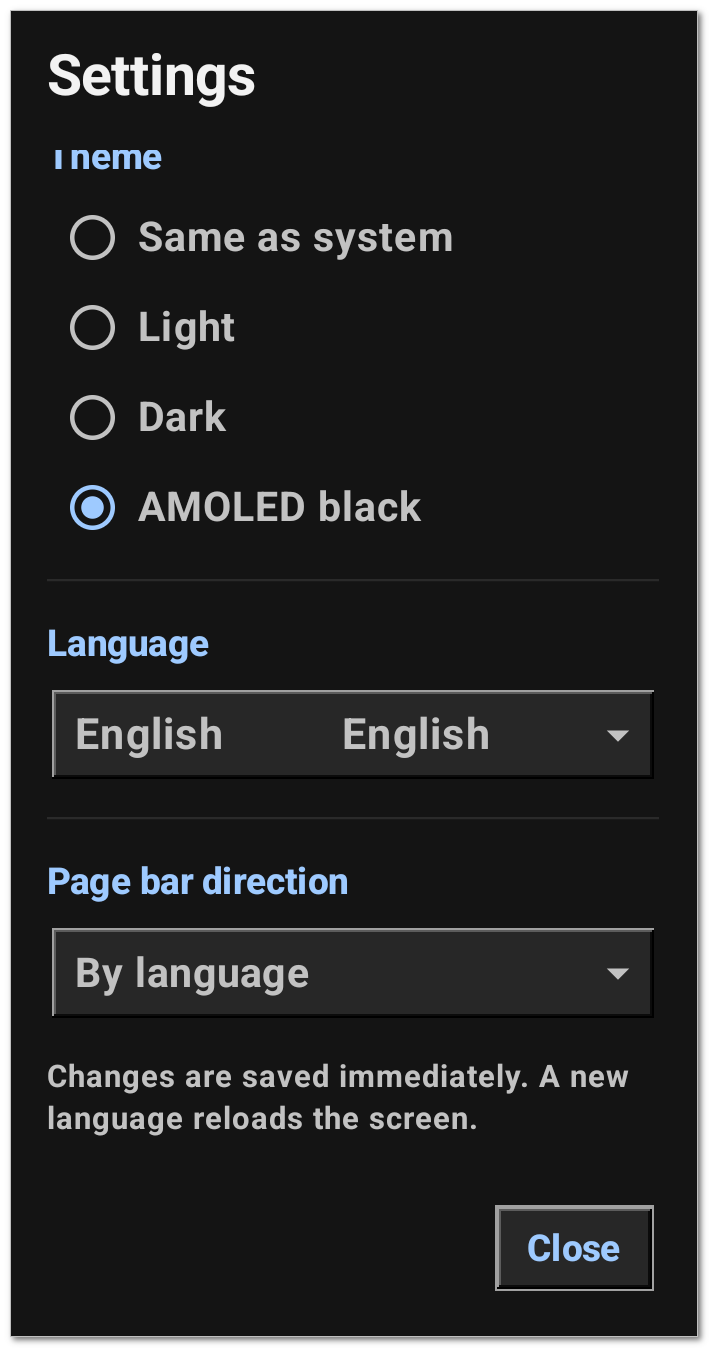 Settings
Theme
Same as system
Light
Dark
AMOLED black
Language
English English
Page bar direction
By language
Changes are saved immediately. A new
language reloads the screen.
Close